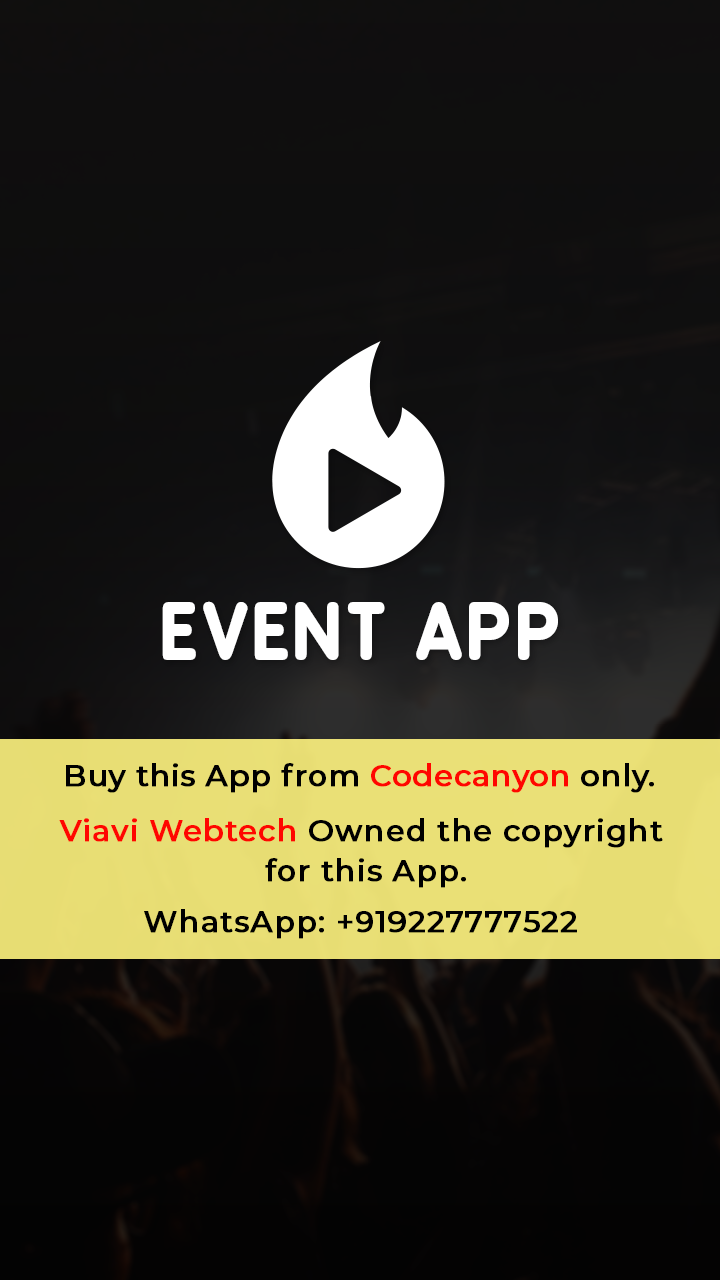 EVENT APP
Buy this App from Codecanyon only.
Viavi Webtech Owned the copyright
for this App.
WhatsApp: +919227777522